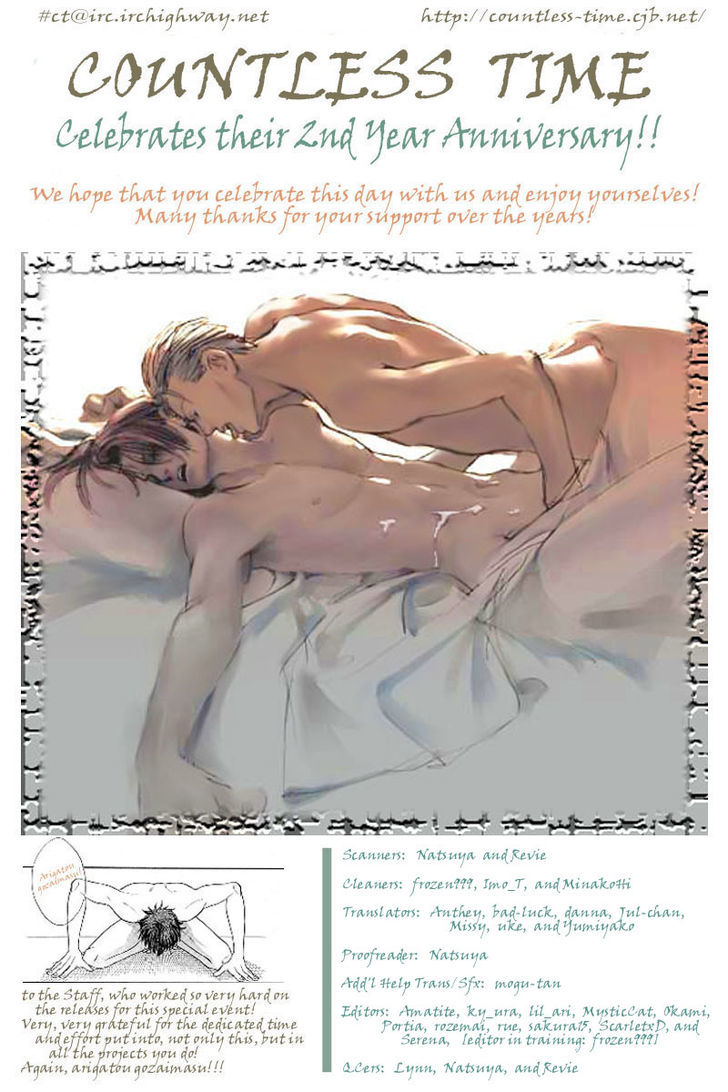 #ct@irc.irchighway.net
http://countless-time.cjb.net/
COUNTLESS TIME
Celebrates their 2nd Year Anniversary!!
We hope that you celebrate this day with us and enjoy yourselves!
Many thanks for your support over the years!
Arigatou
gozaimasu!
to the Staff, who worked so very hard on
the releases for this special event!
Very, very grateful for the dedicated time
and effort put into, not only this, but in
all the projects you do!
Again, arigatou gozaimasu!!!
Scanners: Natsuya and Revie
Cleaners: frozen999, Imo_T, and MinakoHi
Translators: Anthey, bad-luck, danna, Jul-chan,
Missy, uke, and Yumiyako
Proofreader: Natsuya
Add'l Help Trans/Sfx: mogu-tan
Editors: Amatite, ky_ura, lil_ari, MysticCat, Okami,
Portia, rozemai, rue, sakura15, ScarletxD, and
Serena, [editor in training: frozen999]
QCers: Lynn, Natsuya, and Revie